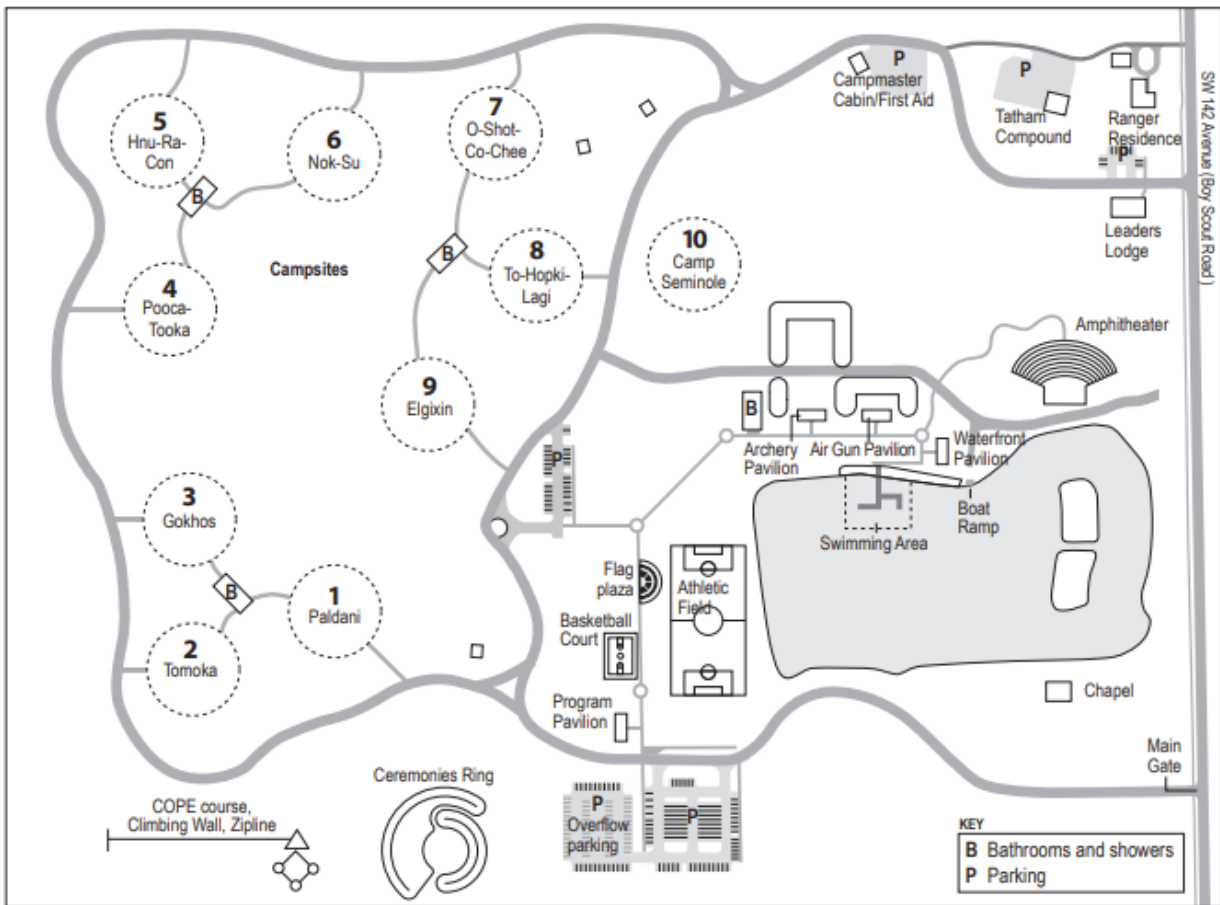 P
Campmaster
Cabin/First Aid
P
Tatham
Compound
Ranger
Residence
P
Leaders
Lodge
SW 142 Avenue (Boy Scout Road )
5
Hnu-Ra-
Con
6
Nok-Su
7
O-Shot-
Co-Chee
B
B
4
Pooca-
Tooka
Campsites
8
To-Hopki-
Lagi
10
Camp
Seminole
Amphitheater
9
Elgixin
B
Archery
Pavilion
Air Gun Pavilion
Waterfront
Pavilion
P
Boat
Ramp
Swimming Area
3
Gokhos
B
1
Paldani
2
Tomoka
Flag
plaza
Athletic
Field
Basketball
Court
Program
Pavilion
Chapel
Main
Gate
Ceremonies Ring
COPE course,
Climbing Wall, Zipline
P
Overflow
parking
P
KEY
B Bathrooms and showers
P Parking